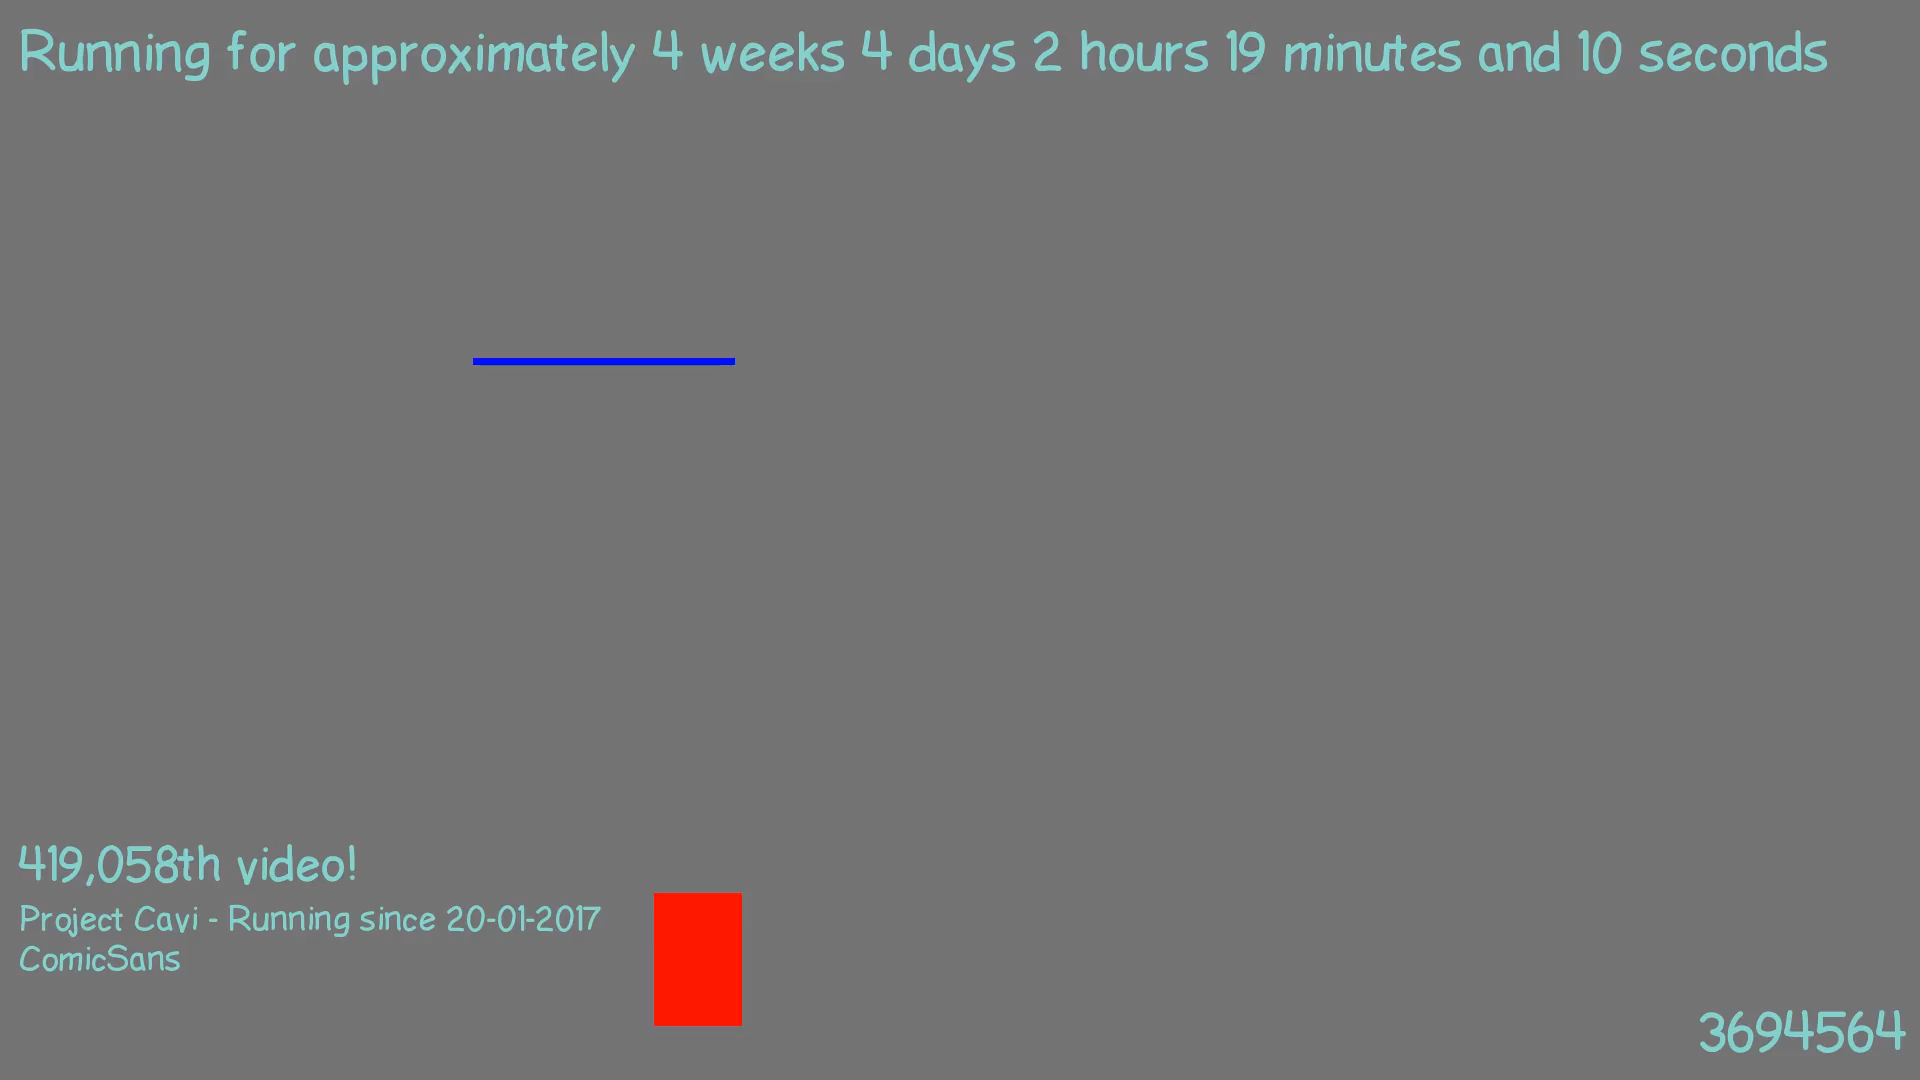 Running for approximately 4 weeks 4 days 2 hours 19 minutes and 10 seconds
419,058th video!
Project Cavi - Running since 20-01-2017
ComicSans
3694564